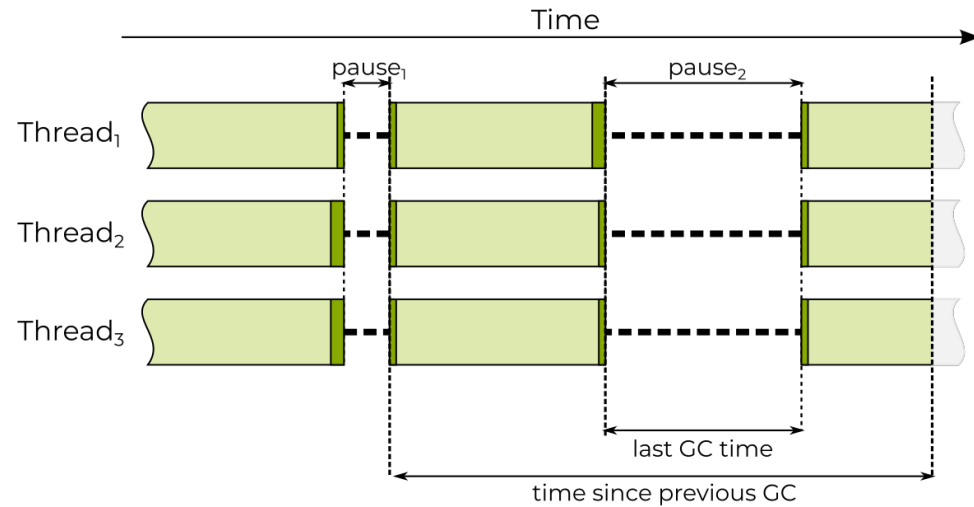 Time
pause₁
pause₂
Thread₁
Thread₂
Thread₃
last GC time
time since previous GC